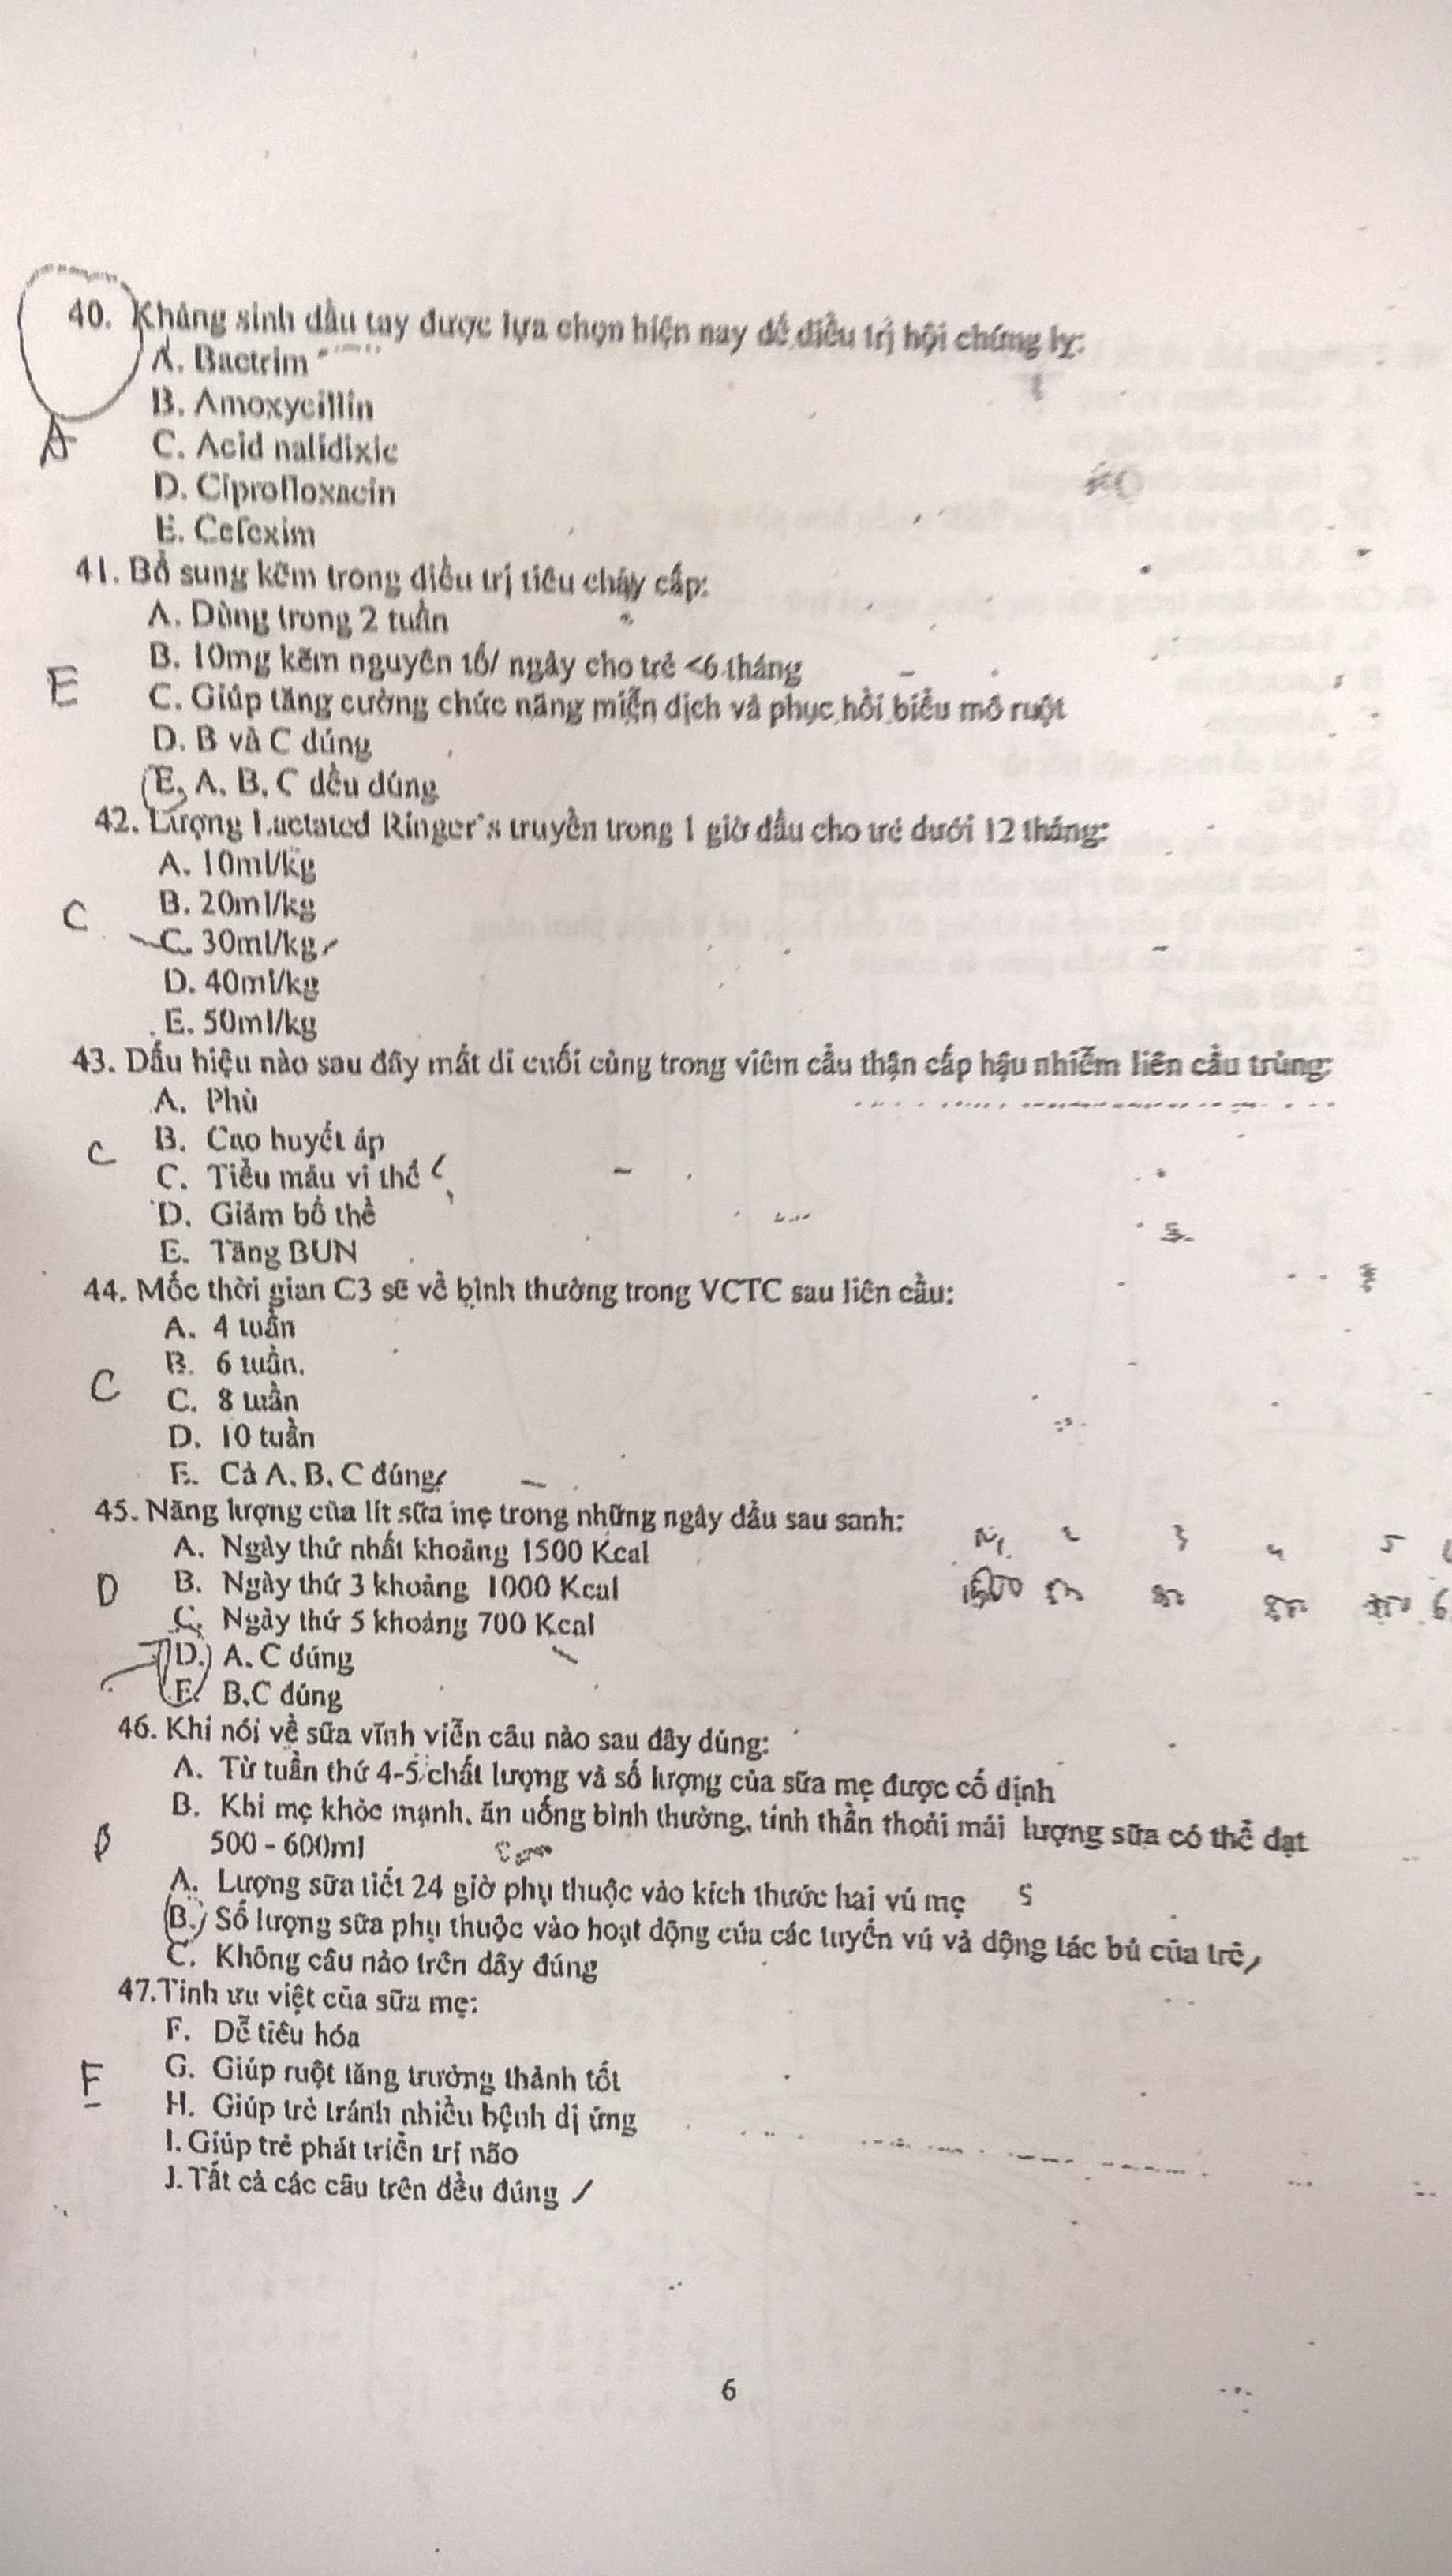 40. Kháng sinh đầu tay được lựa chọn hiện nay để điều trị hội chứng lỵ:
A. Bactrim
B. Amoxycillin
A
C. Acid nalidixic
D. Ciprofloxacin
E. Cefexim
41. Bổ sung kẽm trong điều trị tiêu chảy cấp:
A. Dùng trong 2 tuần
B. 10mg kẽm nguyên tố/ ngày cho trẻ <6 tháng
E
C. Giúp tăng cường chức năng miễn dịch và phục hồi biểu mô ruột
D. B và C đúng
E. A, B, C đều đúng
42. Lượng Lactated Ringer's truyền trong 1 giờ đầu cho trẻ dưới 12 tháng:
A. 10ml/kg
B. 20ml/kg
C
C. 30ml/kg
D. 40ml/kg
E. 50ml/kg
43. Dấu hiệu nào sau đây mất đi cuối cùng trong viêm cầu thận cấp hậu nhiễm liên cầu trùng:
A. Phù
B. Cao huyết áp
C
C. Tiểu máu vi thể
D. Giảm bổ thể
E. Tăng BUN
44. Mốc thời gian C3 sẽ về bình thường trong VCTC sau liên cầu:
A. 4 tuần
B. 6 tuần.
C
C. 8 tuần
D. 10 tuần
E. Cả A, B, C đúng
45. Năng lượng của lít sữa mẹ trong những ngày đầu sau sanh:
A. Ngày thứ nhất khoảng 1500 Kcal
B. Ngày thứ 3 khoảng 1000 Kcal
D
C. Ngày thứ 5 khoảng 700 Kcal
D. A, C đúng
E. B,C đúng
46. Khi nói về sữa vĩnh viễn câu nào sau đây đúng:
A. Từ tuần thứ 4-5 chất lượng và số lượng của sữa mẹ được cố định
B. Khi mẹ khỏe mạnh, ăn uống bình thường, tinh thần thoải mái lượng sữa có thể đạt
500 - 600ml
B
A. Lượng sữa tiết 24 giờ phụ thuộc vào kích thước hai vú mẹ S
B. Số lượng sữa phụ thuộc vào hoạt động của các tuyến vú và động tác bú của trẻ
C. Không câu nào trên đây đúng
47.Tính ưu việt của sữa mẹ:
F. Dễ tiêu hóa
G. Giúp ruột tăng trưởng thành tốt
F
H. Giúp trẻ tránh nhiều bệnh dị ứng
I. Giúp trẻ phát triển trí não
J. Tất cả các câu trên đều đúng
6